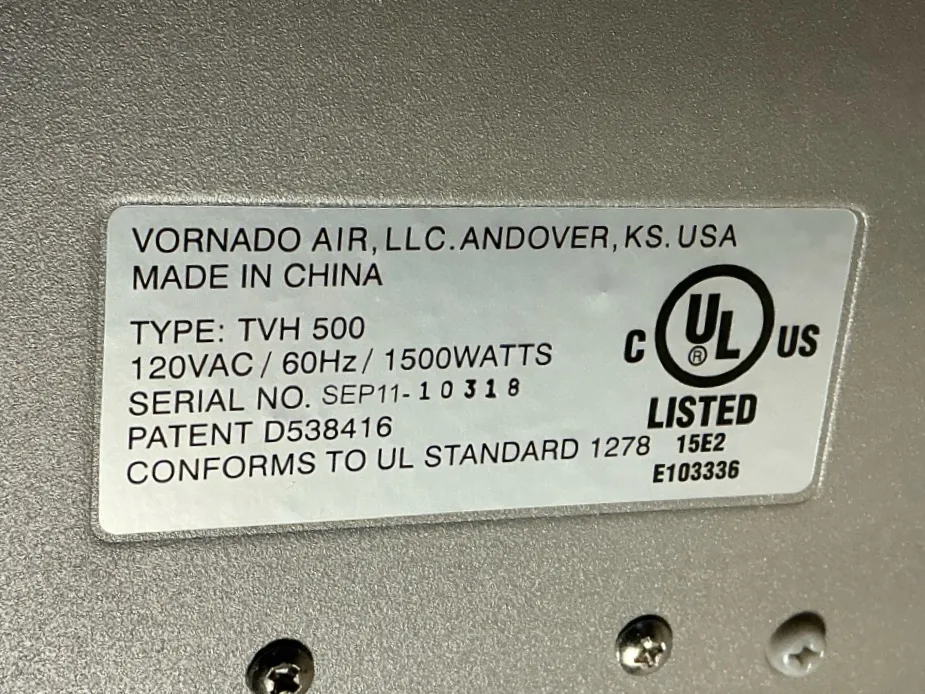 VORNADO AIR, LLC. ANDOVER, KS. USA
MADE IN CHINA
TYPE: TVH 500
120VAC / 60Hz / 1500WATTS
SERIAL NO. SEP11-10318
PATENT D538416
CONFORMS TO UL STANDARD 1278
C UL ® US
LISTED
15E2
E103336